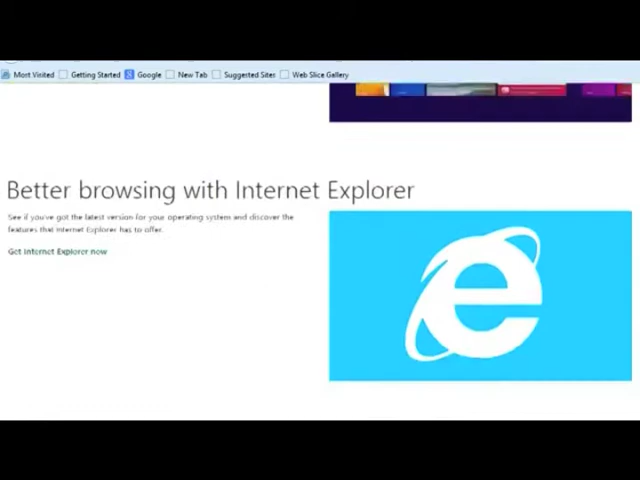 Most Visited Getting Started Google New Tab Suggested Sites Web Slice Gallery
Better browsing with Internet Explorer
See if you've got the latest version for your operating system and discover the
features that Internet Explorer has to offer.
Get Internet Explorer now